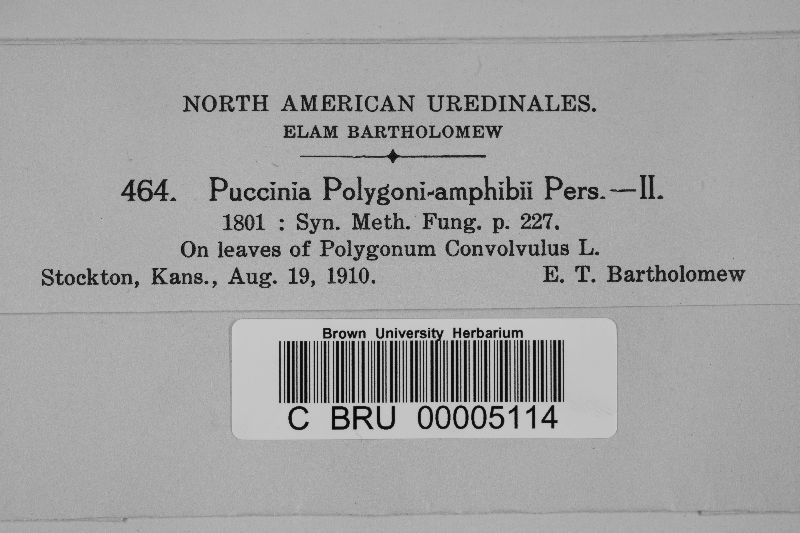 NORTH AMERICAN UREDINALES.
ELAM BARTHOLOMEW
464. Puccinia Polygoni-amphibii Pers.—II.
1801 : Syn. Meth. Fung. p. 227.
On leaves of Polygonum Convolvulus L.
Stockton, Kans., Aug. 19, 1910. E. T. Bartholomew
Brown University Herbarium
C BRU 00005114